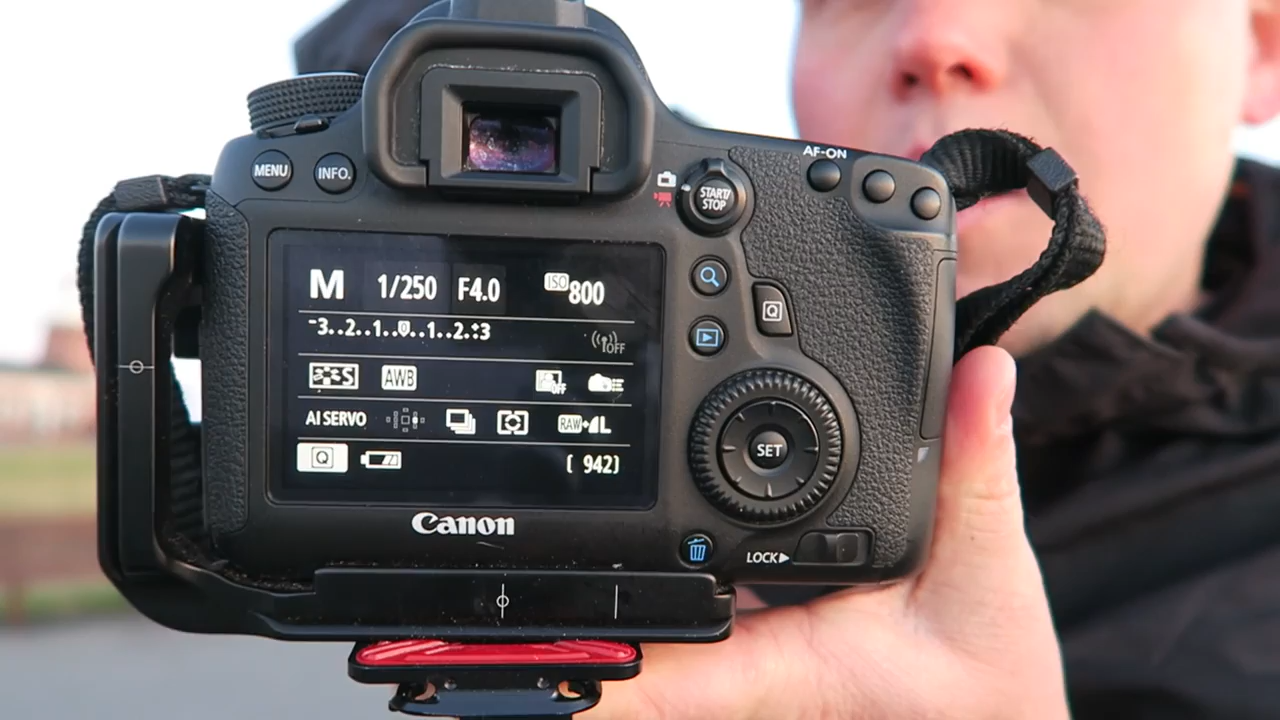 MENU
INFO.
AF-ON
START/
STOP
M 1/250 F4.0 ISO 800
-3..2..1..0..1..2.:+3
OFF
S AWB OFF
AI SERVO RAW+L
Q [ 942]
Q
SET
Canon
LOCK▶